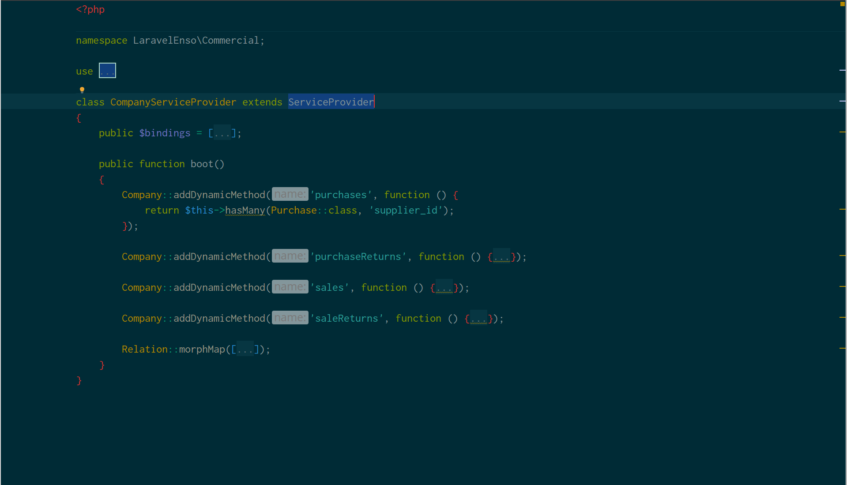 <?php
namespace LaravelEnso\Commercial;
use ...
class CompanyServiceProvider extends ServiceProvider
{
public $bindings = [...];
public function boot()
{
Company::addDynamicMethod( name: 'purchases', function () {
return $this->hasMany(Purchase::class, 'supplier_id');
});
Company::addDynamicMethod( name: 'purchaseReturns', function () {...});
Company::addDynamicMethod( name: 'sales', function () {...});
Company::addDynamicMethod( name: 'saleReturns', function () {...});
Relation::morphMap([...]);
}
}